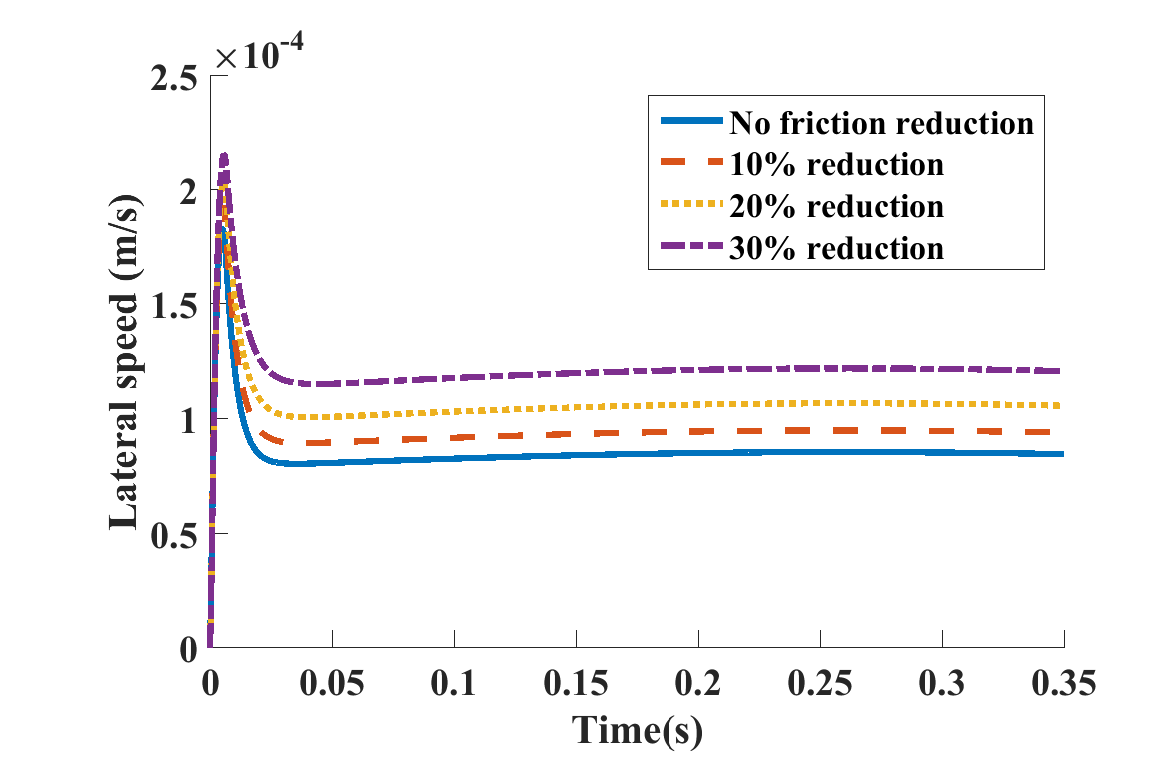 ×10-4
2.5
2
1.5
1
0.5
0
Lateral speed (m/s)
No friction reduction
10% reduction
20% reduction
30% reduction
0 0.05 0.1 0.15 0.2 0.25 0.3 0.35
Time(s)